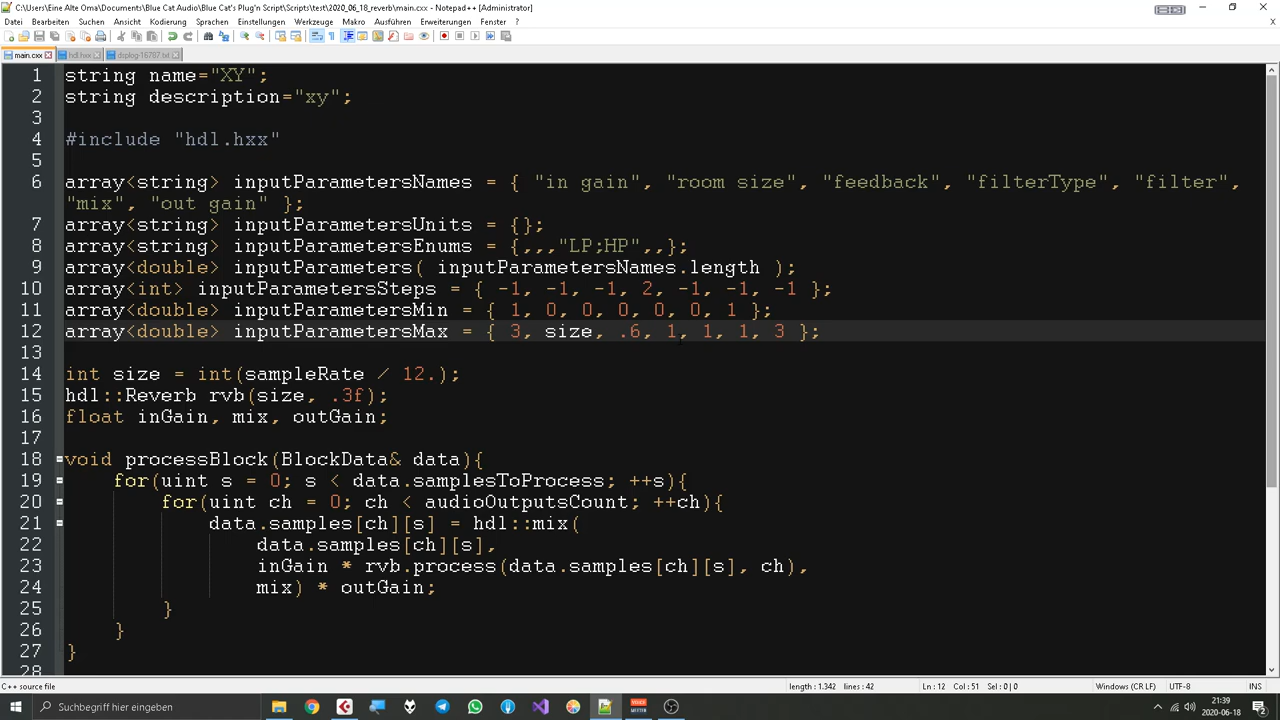 C:\Users\Eine Alte Oma\Documents\Blue Cat Audio\Blue Cat's Plug'n Script\Scripts\test\2020_06_18_reverb\main.cxx - Notepad++ [Administrator]
Datei Bearbeiten Suchen Ansicht Kodierung Sprachen Einstellungen Werkzeuge Makro Ausführen Erweiterungen Fenster ? X
main.cxx hdl.hxx dsplog-16787.txt
1 string name="XY";
2 string description="xy";
3
4 #include "hdl.hxx"
5
6 array<string> inputParametersNames = { "in gain", "room size", "feedback", "filterType", "filter",
"mix", "out gain" };
7 array<string> inputParametersUnits = {};
8 array<string> inputParametersEnums = {,,,"LP;HP",,};
9 array<double> inputParameters( inputParametersNames.length );
10 array<int> inputParametersSteps = { -1, -1, -1, 2, -1, -1, -1 };
11 array<double> inputParametersMin = { 1, 0, 0, 0, 0, 0, 1 };
12 array<double> inputParametersMax = { 3, size, .6, 1, 1, 1, 3 };
13
14 int size = int(sampleRate / 12.);
15 hdl::Reverb rvb(size, .3f);
16 float inGain, mix, outGain;
17
18 void processBlock(BlockData& data){
19 for(uint s = 0; s < data.samplesToProcess; ++s){
20 for(uint ch = 0; ch < audioOutputsCount; ++ch){
21 data.samples[ch][s] = hdl::mix(
22 data.samples[ch][s],
23 inGain * rvb.process(data.samples[ch][s], ch),
24 mix) * outGain;
25 }
26 }
27 }
28
C++ source file length : 1.342 lines : 42 Ln : 12 Col : 51 Sel : 0 | 0 Windows (CR LF) UTF-8 INS
Suchbegriff hier eingeben 21:39
2020-06-18